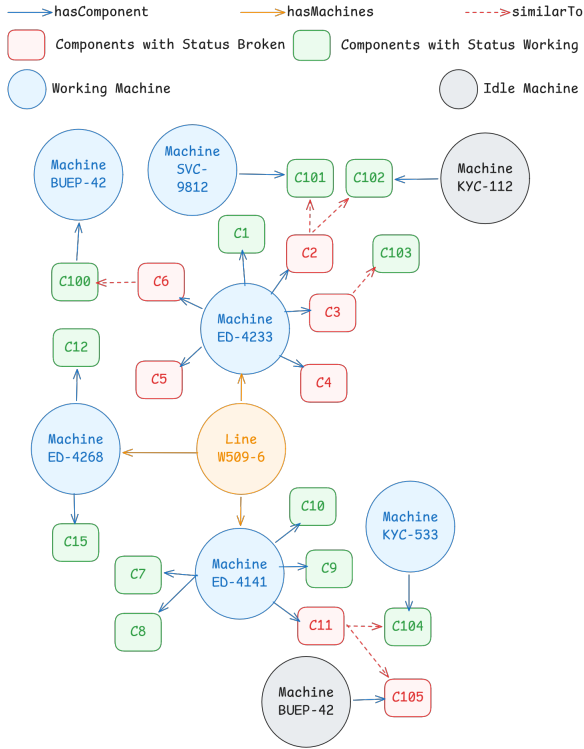 hasComponent
hasMachines
similarTo
Components with Status Broken
Components with Status Working
Working Machine
Idle Machine
Machine
BUEP-42
Machine
SVC-
9812
C101
C102
Machine
KYC-112
C1
C2
C103
C100
C6
C3
Machine
ED-4233
C12
C5
C4
Machine
ED-4268
Line
W509-6
C10
Machine
KYC-533
C15
C7
Machine
ED-4141
C9
C8
C11
C104
Machine
BUEP-42
C105